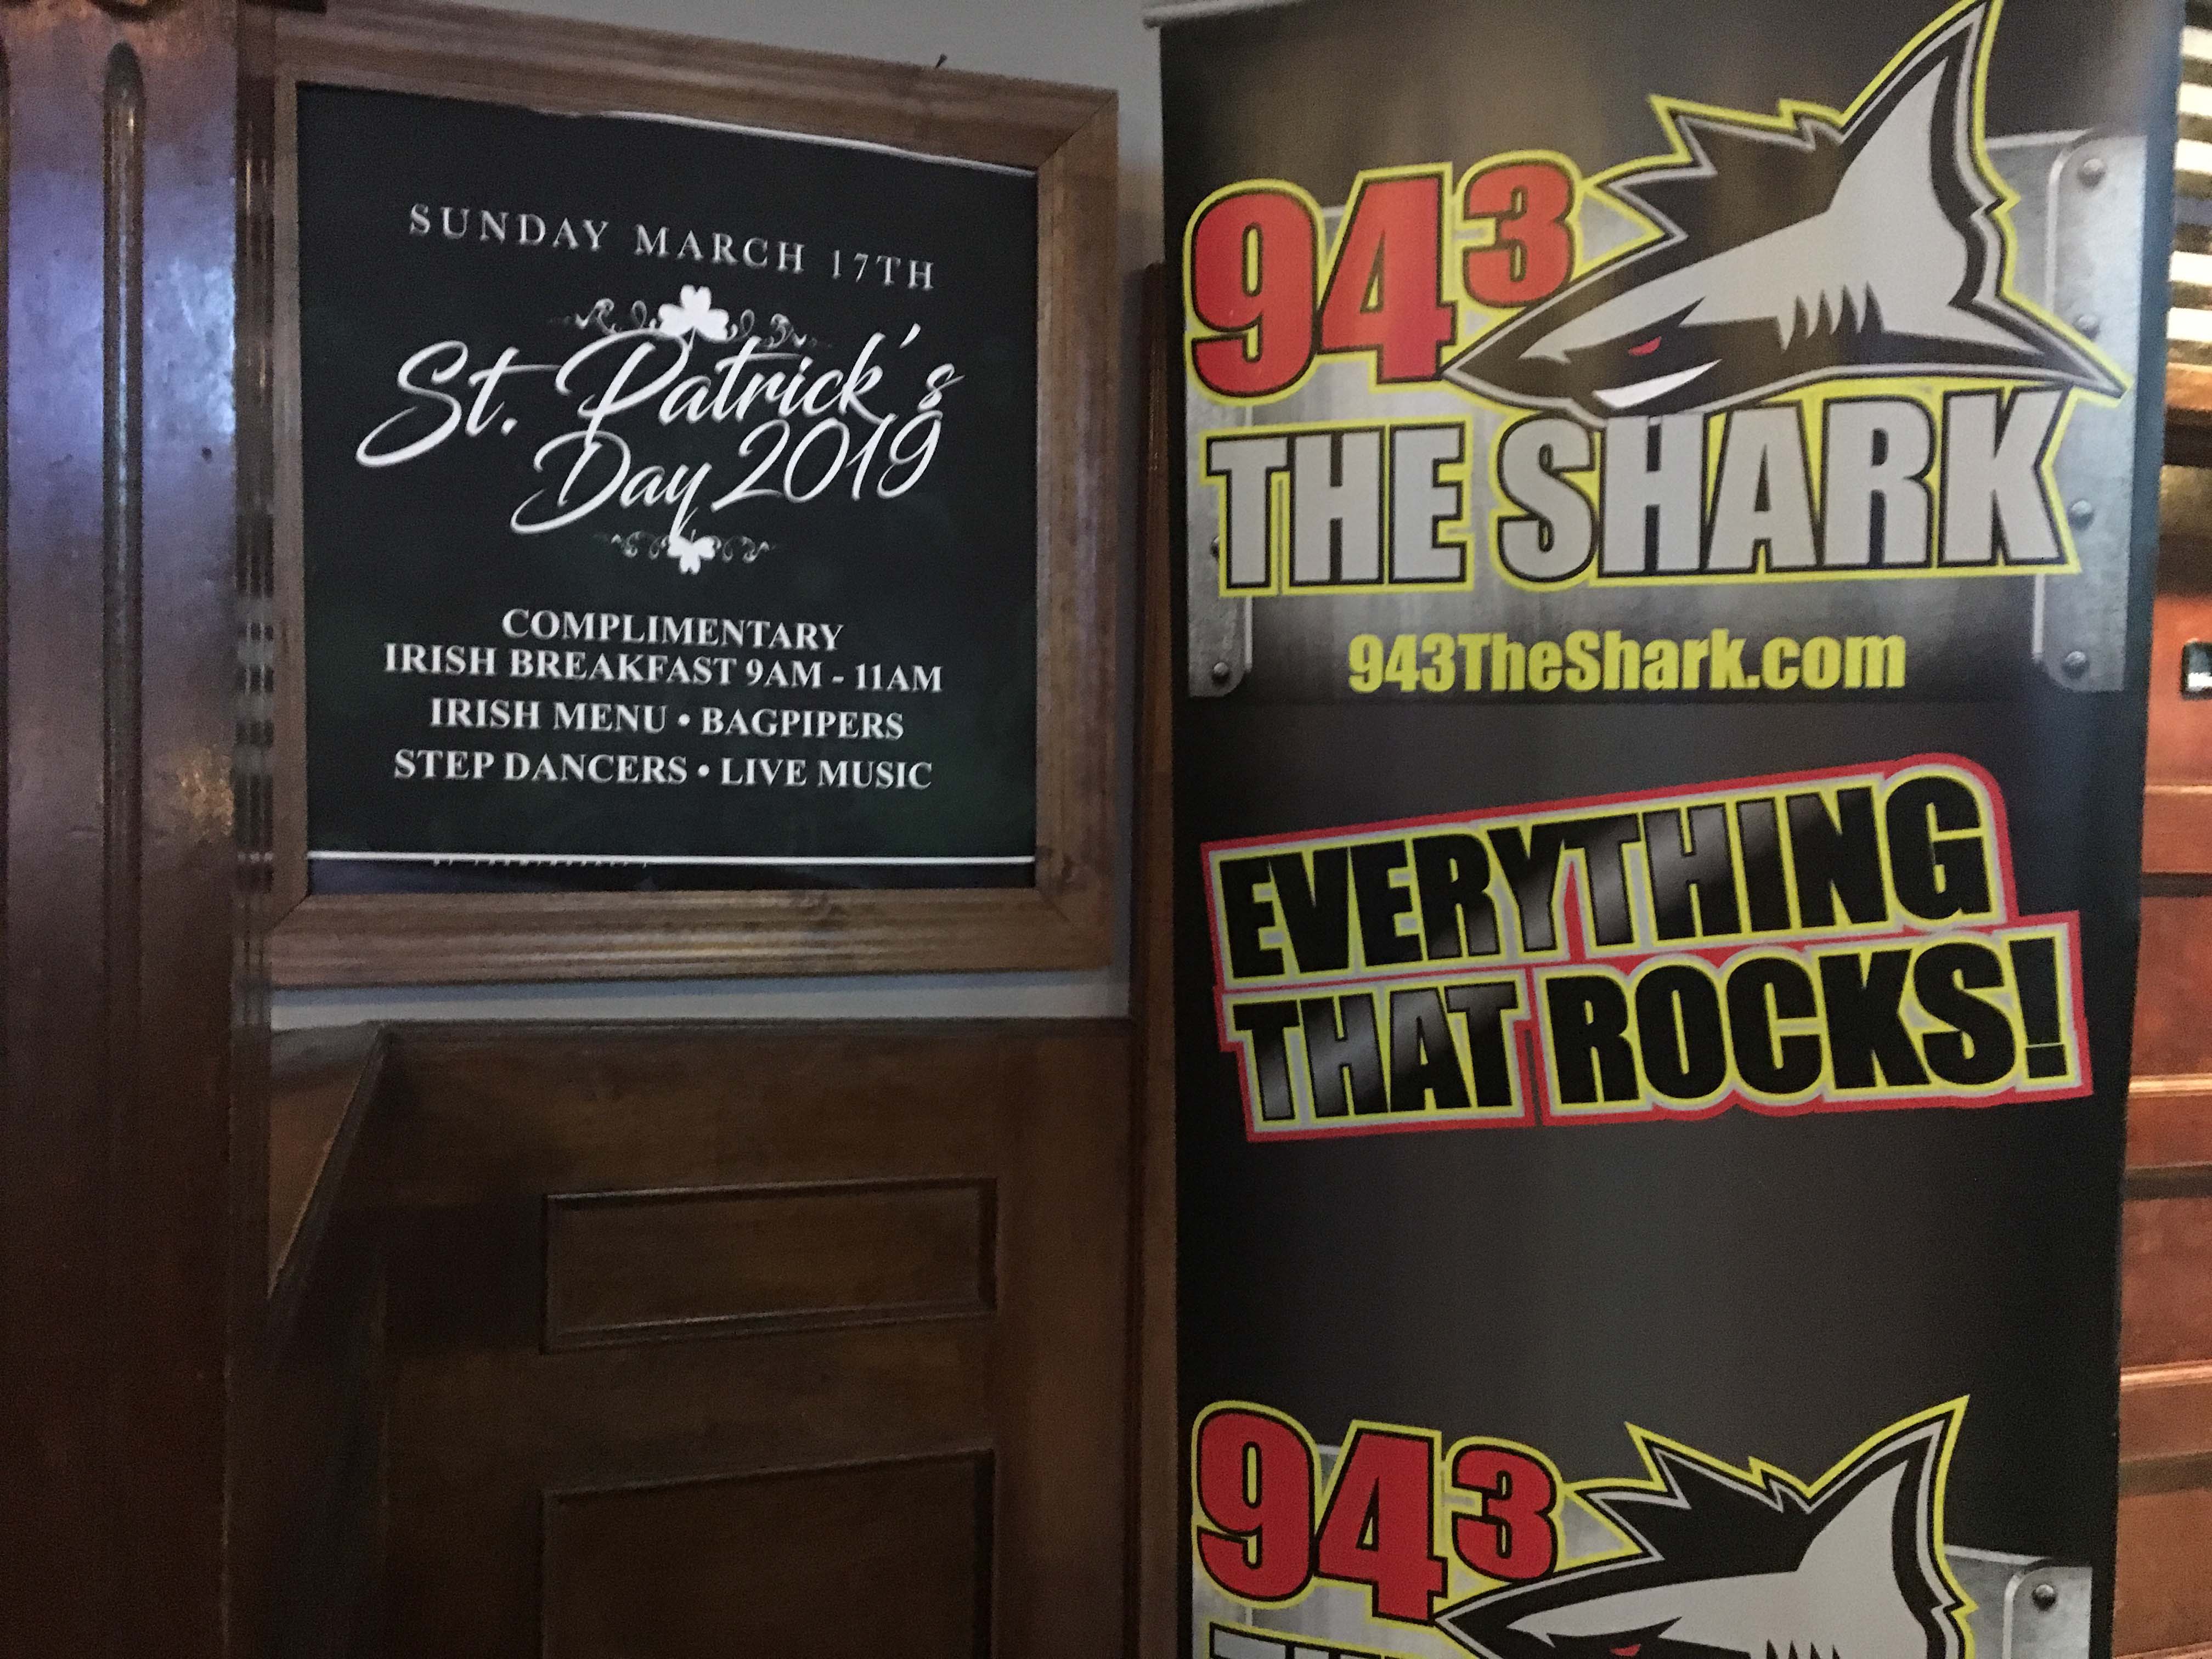 SUNDAY MARCH 17TH
St. Patrick's
Day 2019
COMPLIMENTARY
IRISH BREAKFAST 9AM - 11AM
IRISH MENU • BAGPIPERS
STEP DANCERS • LIVE MUSIC
943
THE SHARK
943TheShark.com
EVERYTHING
THAT ROCKS!
943